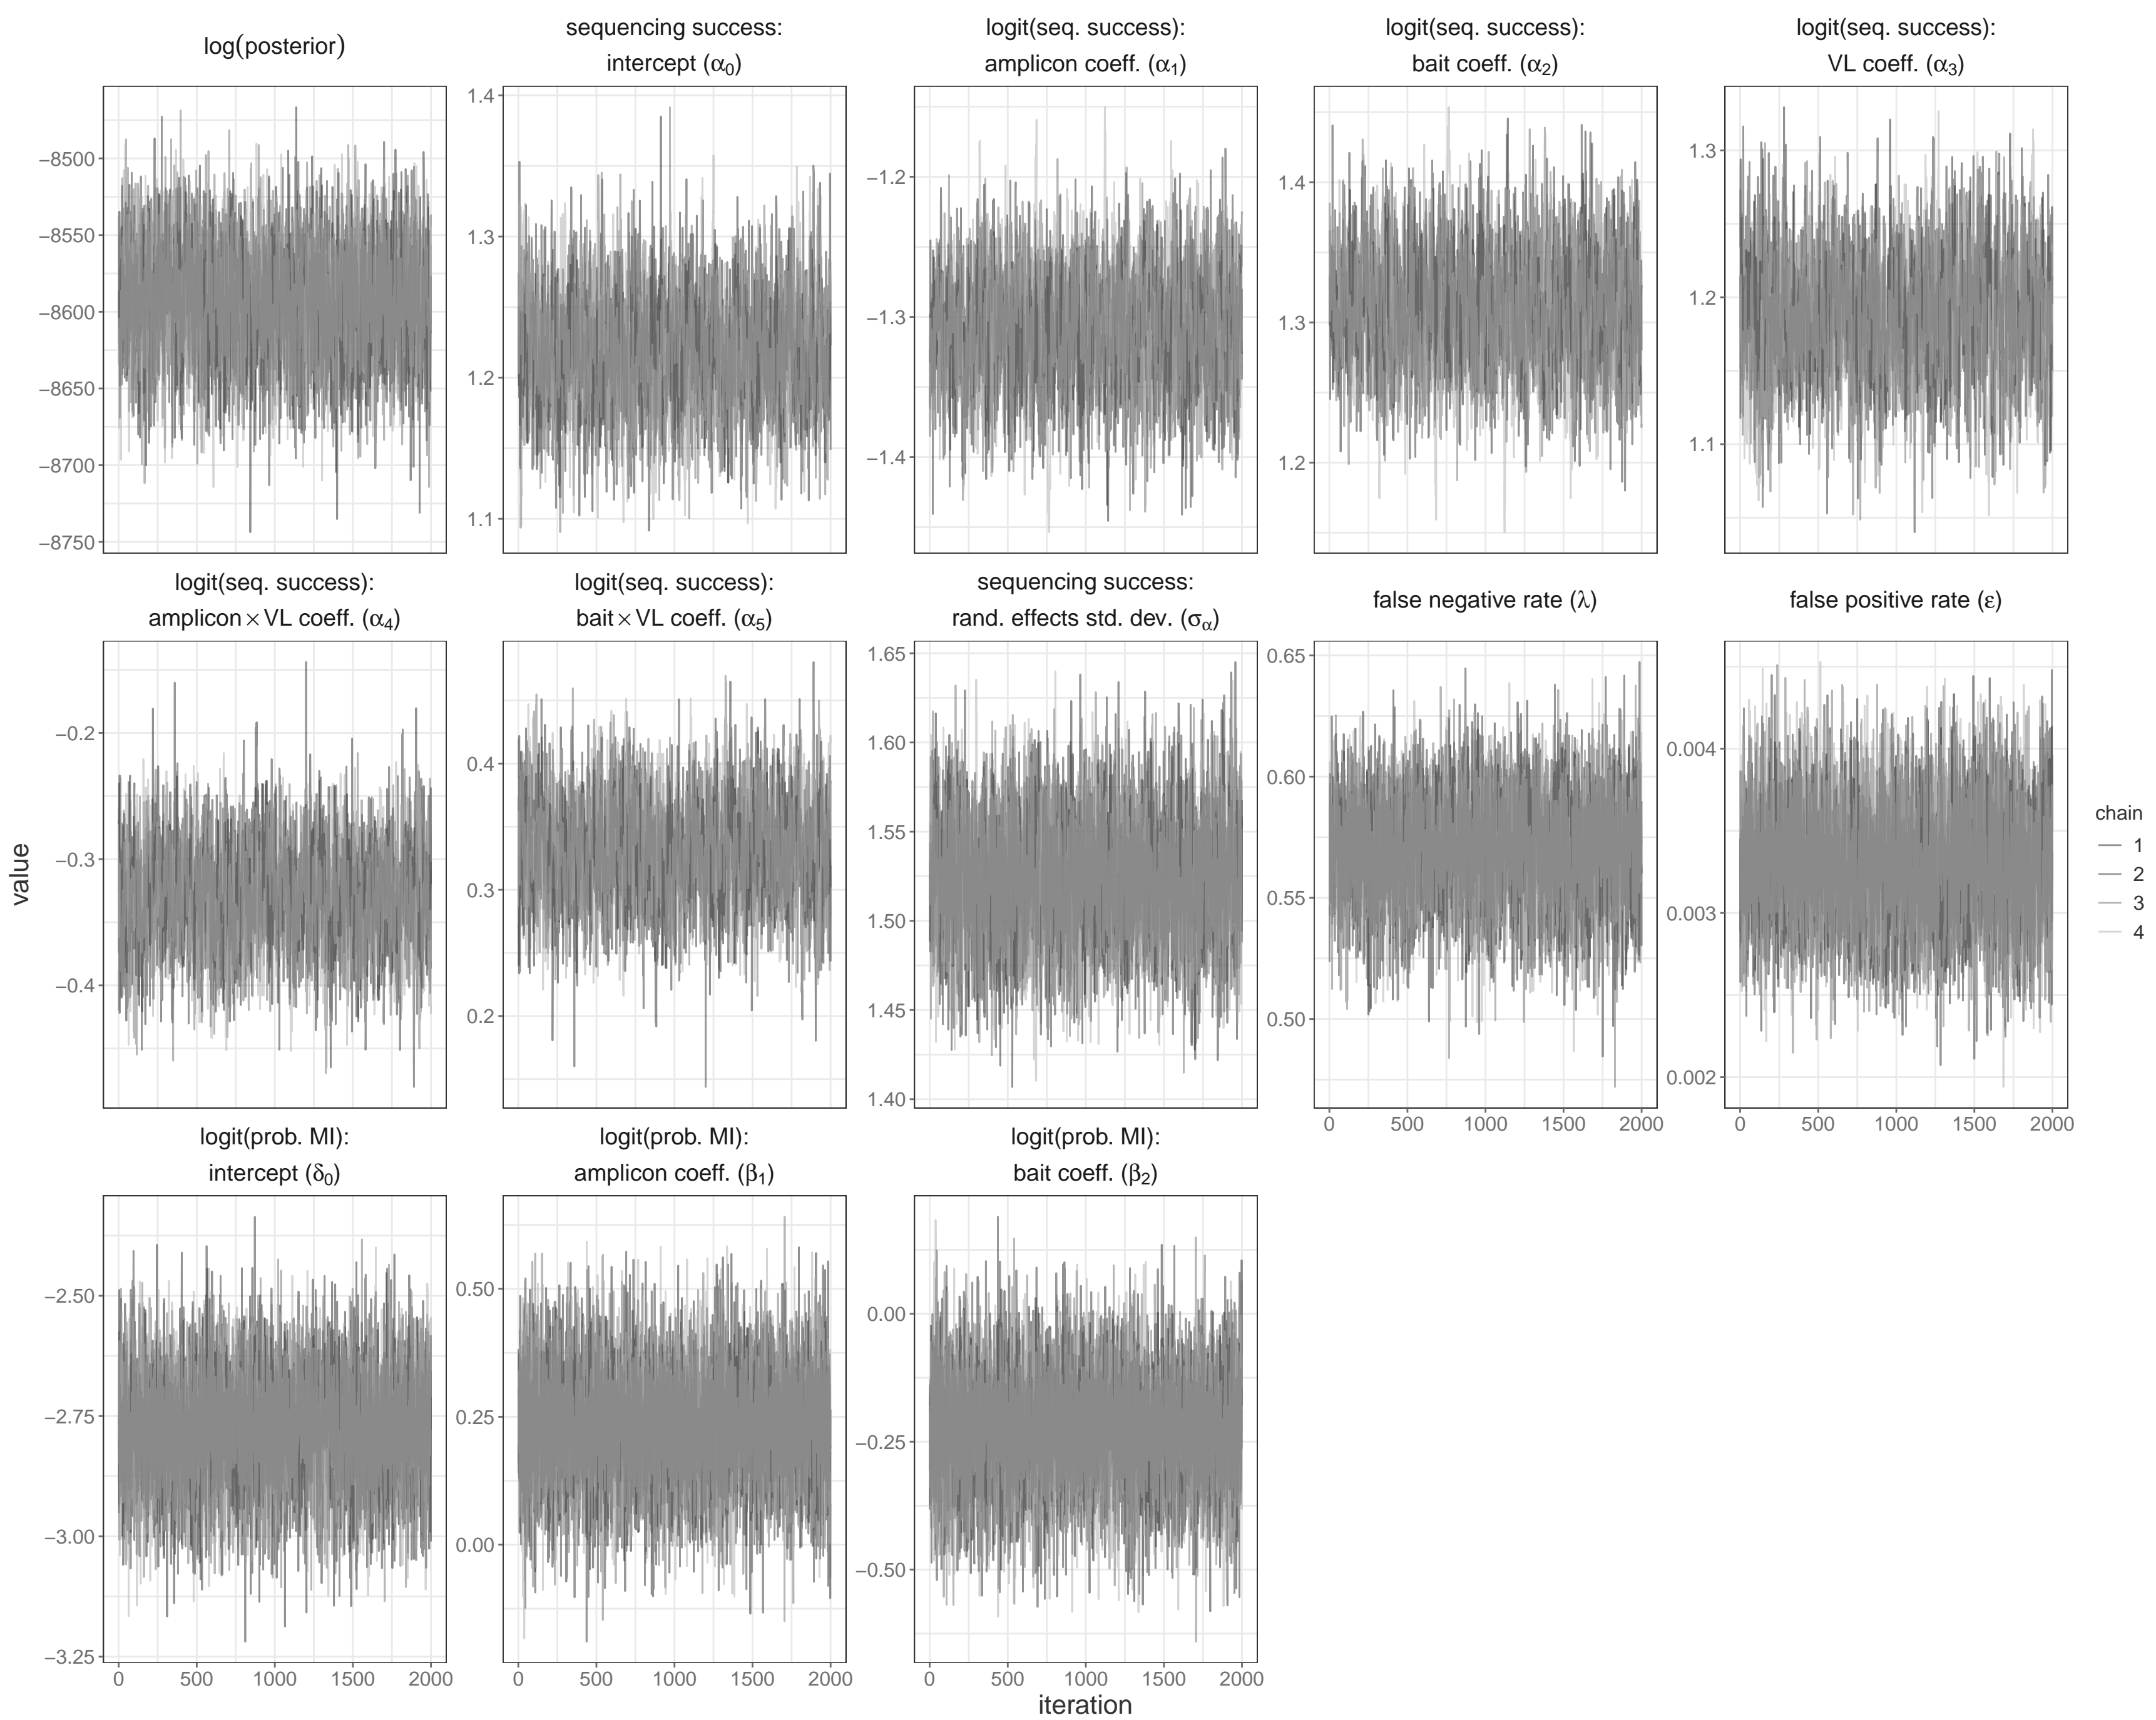 log(posterior)
sequencing success:
intercept (α0)
logit(seq. success):
amplicon coeff. (α1)
logit(seq. success):
bait coeff. (α2)
logit(seq. success):
VL coeff. (α3)
−8500
−8550
−8600
−8650
−8700
−8750
1.4
1.3
1.2
1.1
−1.2
−1.3
−1.4
1.4
1.3
1.2
1.3
1.2
1.1
logit(seq. success):
amplicon×VL coeff. (α4)
logit(seq. success):
bait×VL coeff. (α5)
sequencing success:
rand. effects std. dev. (σα)
false negative rate (λ)
false positive rate (ε)
−0.2
−0.3
−0.4
0.4
0.3
0.2
1.65
1.60
1.55
1.50
1.45
1.40
0.65
0.60
0.55
0.50
0 500 1000 1500 2000
0.004
0.003
0.002
0 500 1000 1500 2000
value
chain
1
2
3
4
logit(prob. MI):
intercept (δ0)
logit(prob. MI):
amplicon coeff. (β1)
logit(prob. MI):
bait coeff. (β2)
−2.50
−2.75
−3.00
−3.25
0 500 1000 1500 2000
0.50
0.25
0.00
0 500 1000 1500 2000
0.00
−0.25
−0.50
0 500 1000 1500 2000
iteration